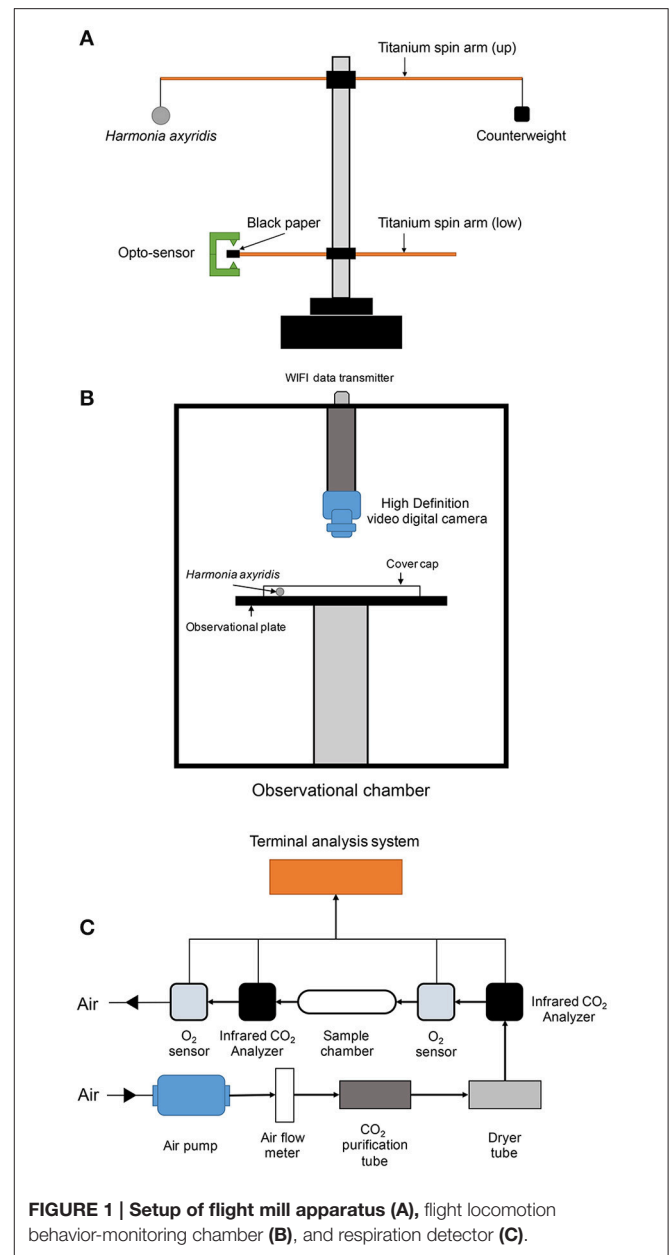 A
Titanium spin arm (up)
Harmonia axyridis
Counterweight
Black paper
Titanium spin arm (low)
Opto-sensor
WIFI data transmitter
B
High Definition
video digital camera
Harmonia axyridis
Cover cap
Observational plate
Observational chamber
Terminal analysis system
C
Air
O₂
sensor
Infrared CO₂
Analyzer
Sample
chamber
O₂
sensor
Infrared CO₂
Analyzer
Air
Air pump
Air flow
meter
CO₂
purification
tube
Dryer
tube
FIGURE 1 | Setup of flight mill apparatus (A), flight locomotion
behavior-monitoring chamber (B), and respiration detector (C).